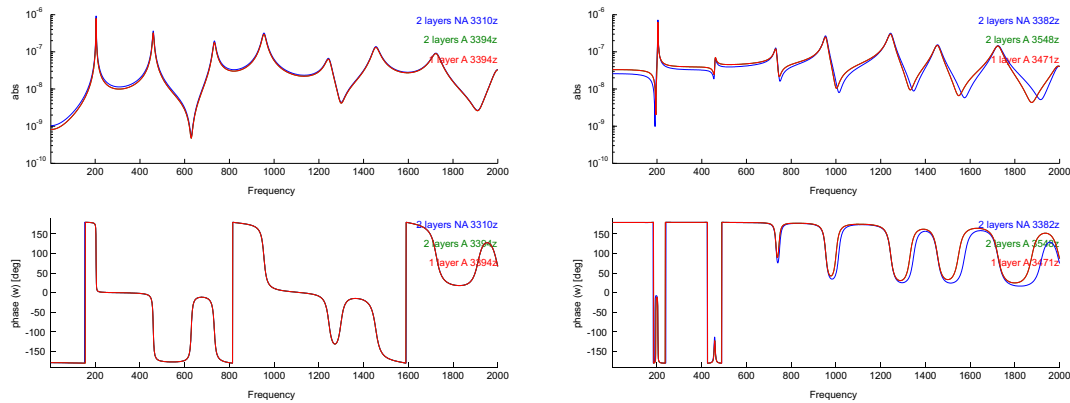 10^-6
10^-7
10^-8
10^-9
10^-10
abs
2 layers NA 3310z
2 layers A 3394z
1 layer A 3394z
200 400 600 800 1000 1200 1400 1600 1800 2000
Frequency
10^-6
10^-7
10^-8
10^-9
10^-10
abs
2 layers NA 3382z
2 layers A 3548z
1 layer A 3471z
200 400 600 800 1000 1200 1400 1600 1800 2000
Frequency
150
100
50
0
-50
-100
-150
phase (w) [deg]
2 layers NA 3310z
2 layers A 3394z
1 layer A 3394z
200 400 600 800 1000 1200 1400 1600 1800 2000
Frequency
150
100
50
0
-50
-100
-150
phase (w) [deg]
2 layers NA 3382z
2 layers A 3548z
1 layer A 3471z
200 400 600 800 1000 1200 1400 1600 1800 2000
Frequency